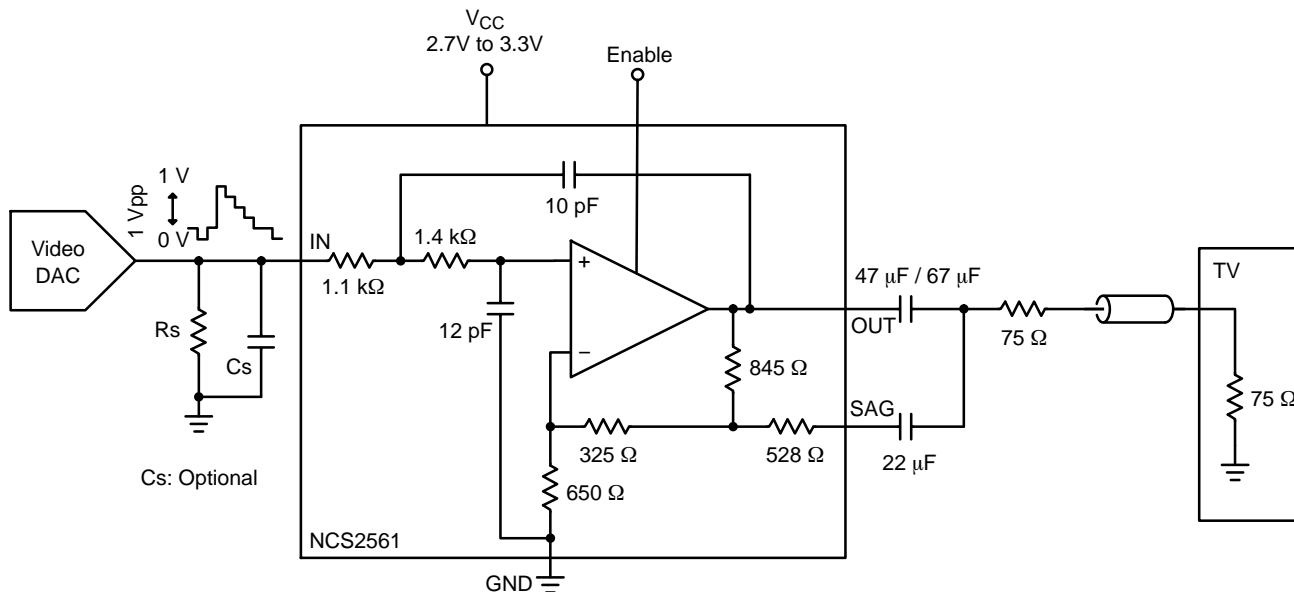 V_CC
2.7V to 3.3V
Enable
1 Vpp
1 V
0 V
Video
DAC
IN
1.1 kΩ
1.4 kΩ
10 pF
12 pF
+
−
Rs
Cs
Cs: Optional
845 Ω
325 Ω
528 Ω
650 Ω
NCS2561
GND
OUT
SAG
47 μF / 67 μF
22 μF
75 Ω
TV
75 Ω